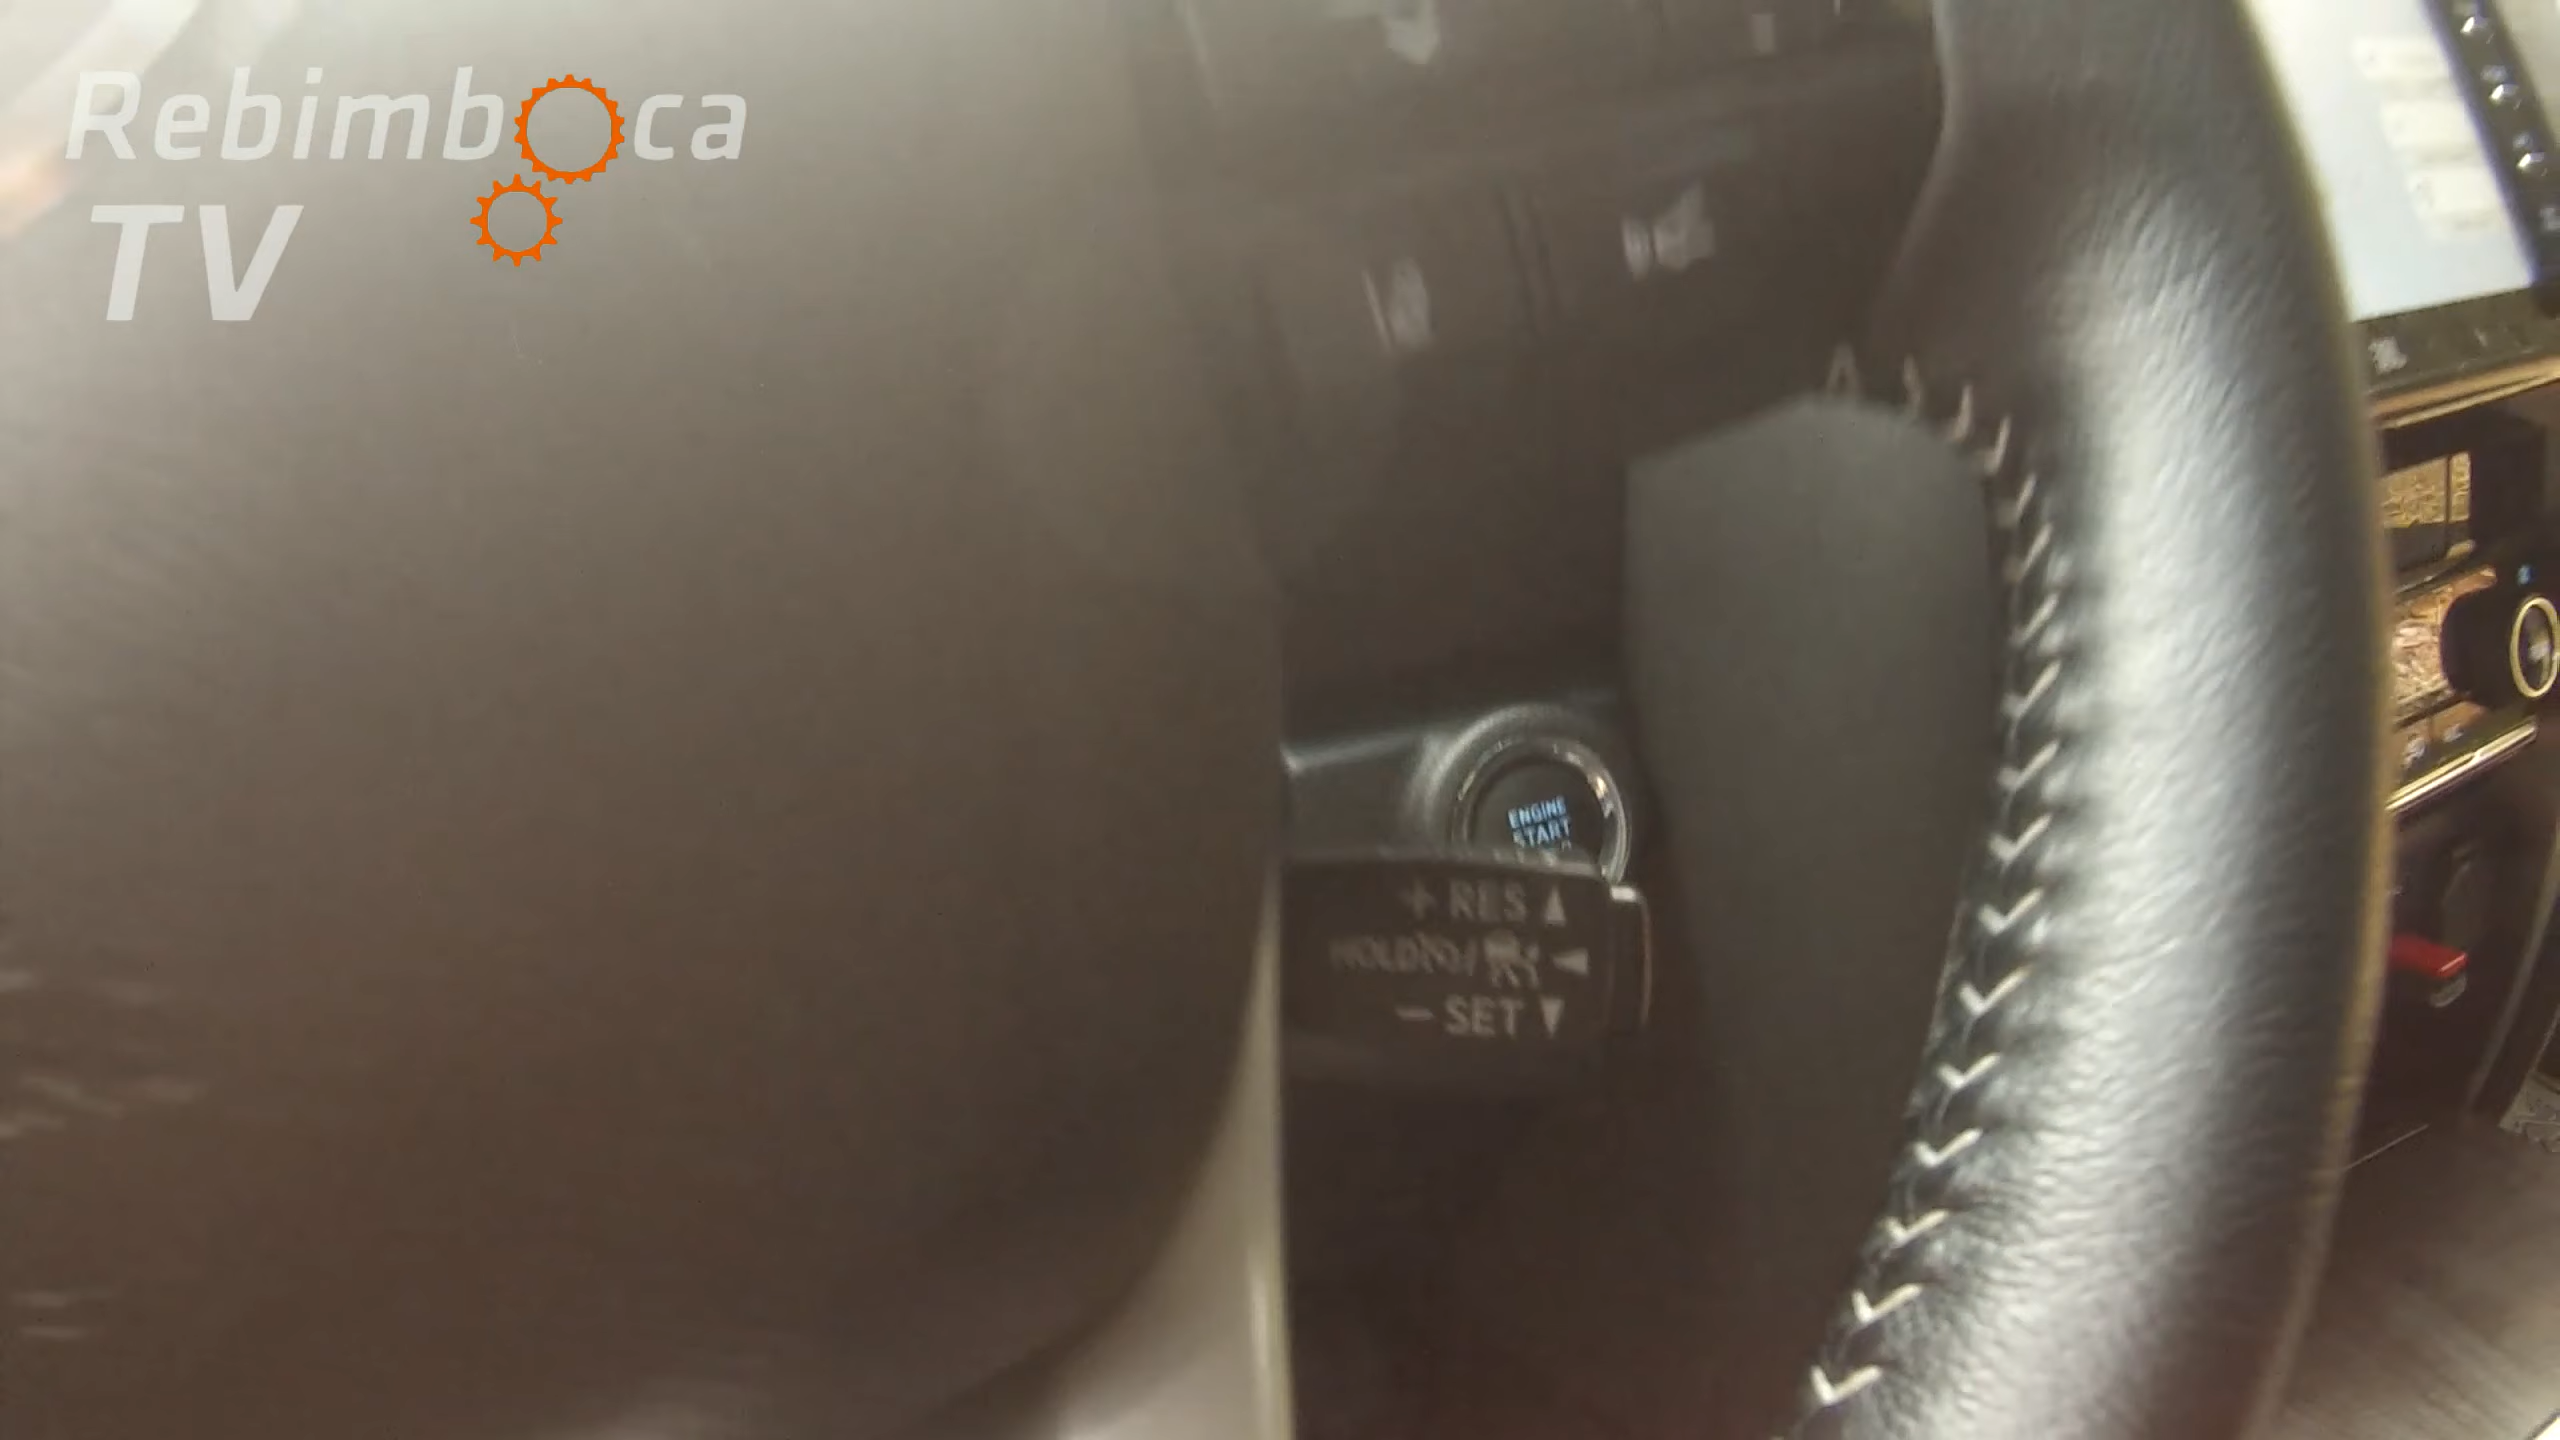 Rebimboca
TV
ENGINE
START
+ RES ▲
HOLD
− SET ▼